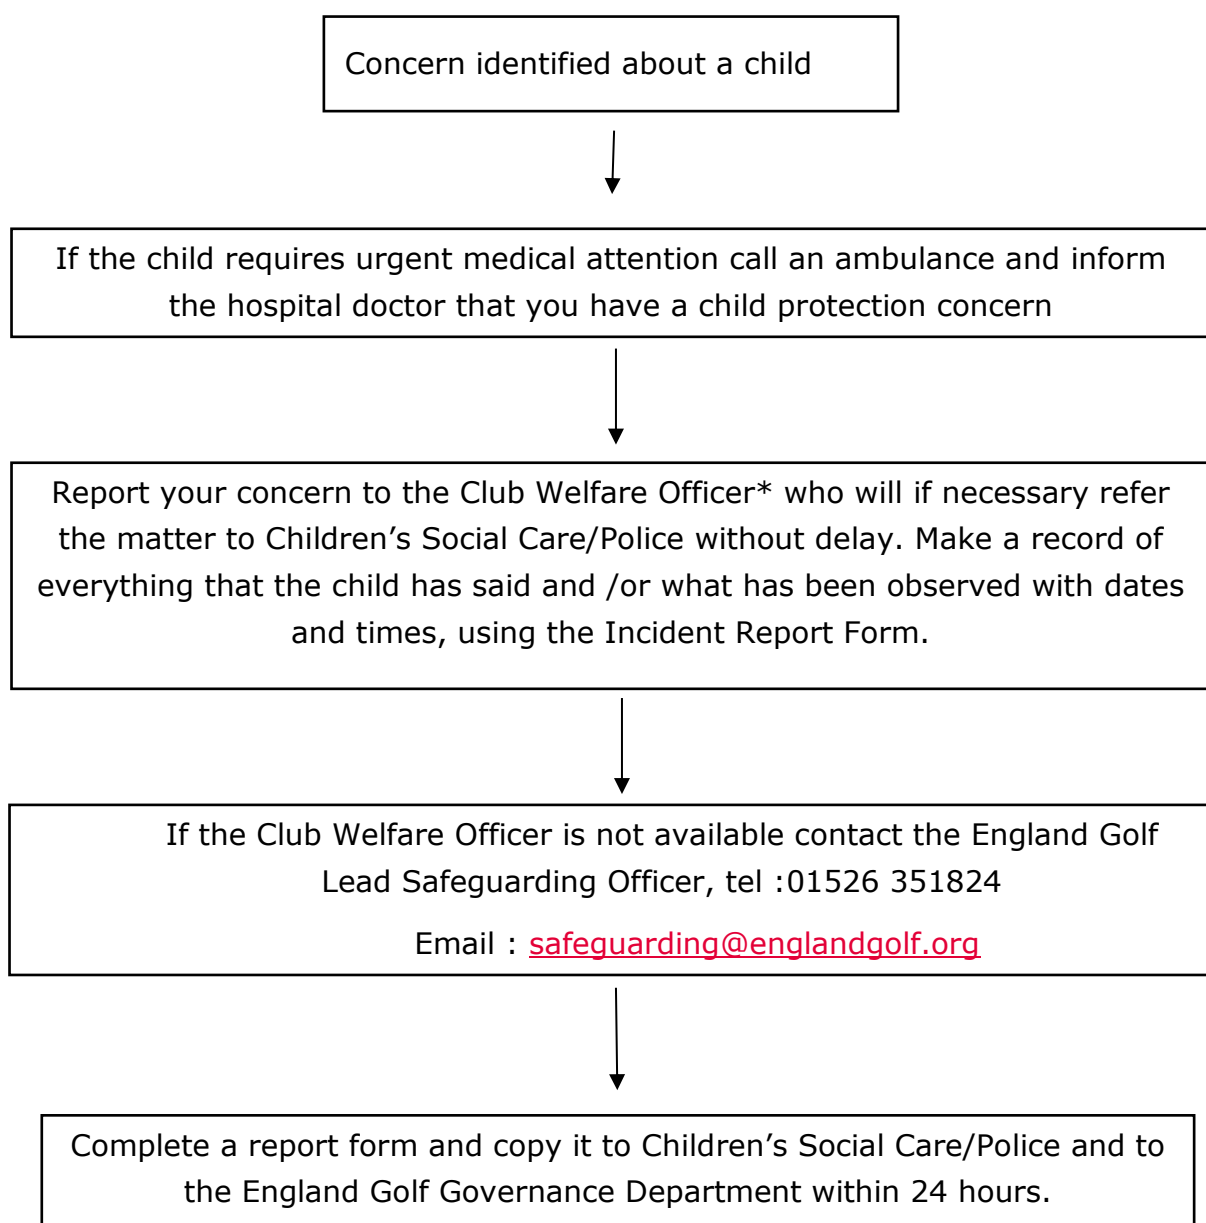 Concern identified about a child
If the child requires urgent medical attention call an ambulance and inform
the hospital doctor that you have a child protection concern
Report your concern to the Club Welfare Officer* who will if necessary refer
the matter to Children’s Social Care/Police without delay. Make a record of
everything that the child has said and /or what has been observed with dates
and times, using the Incident Report Form.
If the Club Welfare Officer is not available contact the England Golf
Lead Safeguarding Officer, tel :01526 351824
Email : safeguarding@englandgolf.org
Complete a report form and copy it to Children’s Social Care/Police and to
the England Golf Governance Department within 24 hours.